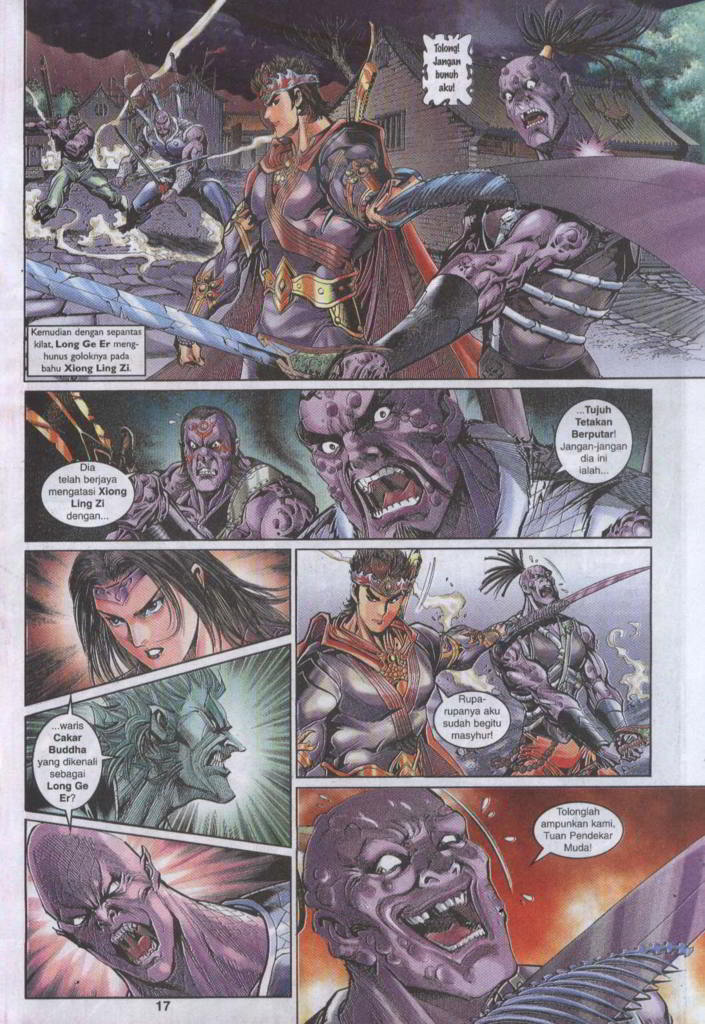 Tolong!
Jangan
bunuh
aku!
Kemudian dengan sepantas
kilat, Long Ge Er meng-
hunus goloknya pada
bahu Xiong Ling Zi.
Dia
telah berjaya
mengatasi Xiong
Ling Zi
dengan...
...Tujuh
Tetakan
Berputar!
Jangan-jangan
dia ini
ialah...
...waris
Cakar
Buddha
yang dikenali
sebagai
Long Ge
Er?
Rupa-
rupanya aku
sudah begitu
masyhur!
Tolonglah
ampunkan kami,
Tuan Pendekar
Muda!
17